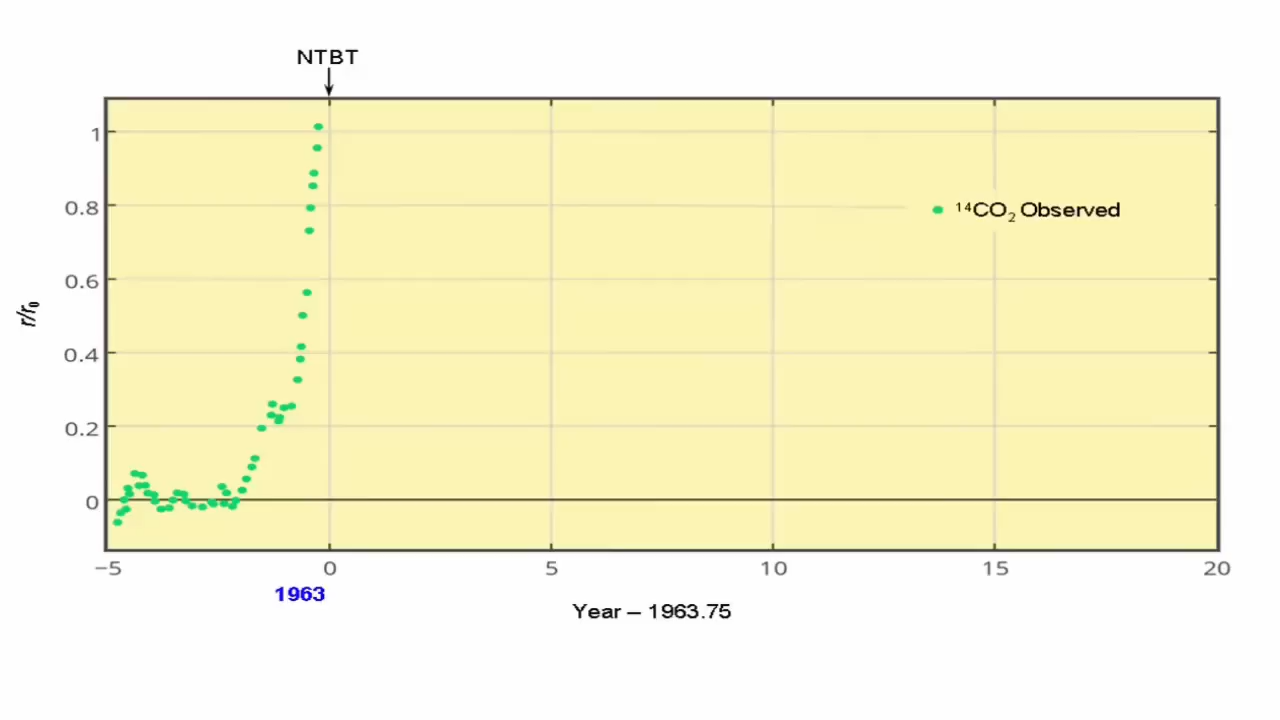 NTBT
1
0.8
¹⁴CO₂ Observed
0.6
r/r₀
0.4
0.2
0
−5 0 5 10 15 20
1963
Year – 1963.75